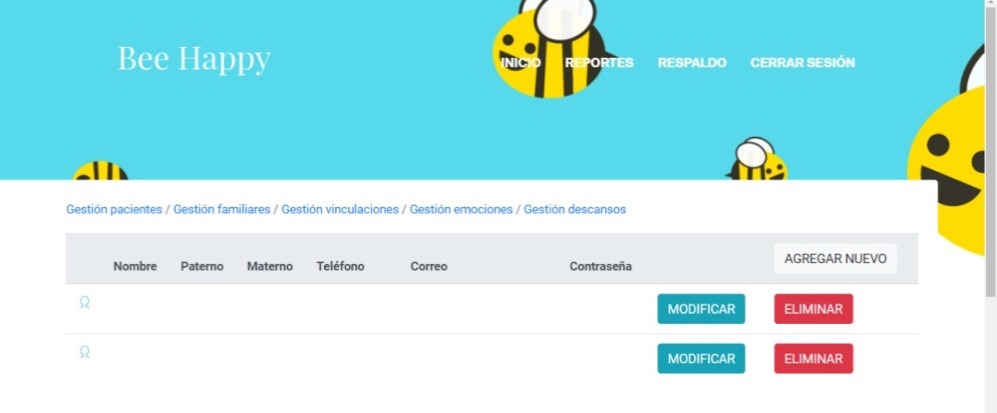 Bee Happy
INICIO REPORTES RESPALDO CERRAR SESIÓN
Gestión pacientes / Gestión familiares / Gestión vinculaciones / Gestión emociones / Gestión descansos
Nombre Paterno Materno Teléfono Correo Contraseña AGREGAR NUEVO
MODIFICAR ELIMINAR
MODIFICAR ELIMINAR